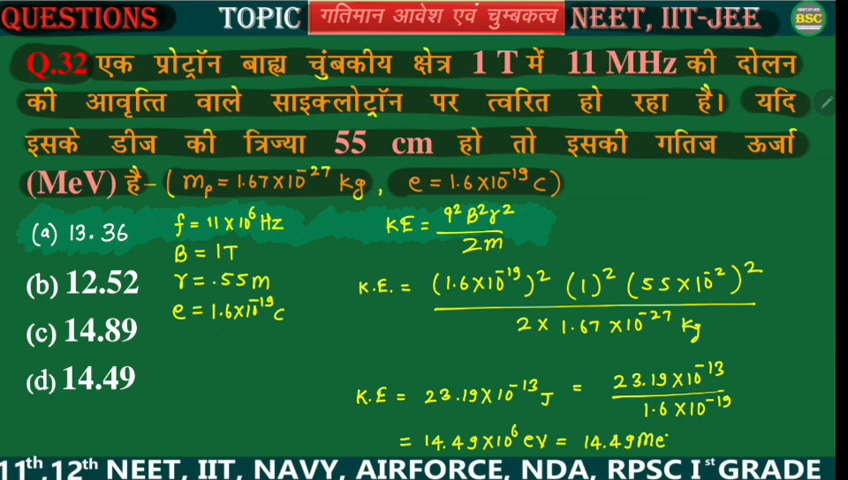 QUESTIONS TOPIC गतिमान आवेश एवं चुम्बकत्व NEET, IIT-JEE BSC
Q.32 एक प्रोट्रॉन बाह्य चुंबकीय क्षेत्र 1 T में 11 MHz की दोलन
की आवृत्ति वाले साइक्लोट्रॉन पर त्वरित हो रहा है। यदि
इसके डीज की त्रिज्या 55 cm हो तो इसकी गतिज ऊर्जा
(MeV) है– (mₚ = 1.67×10⁻²⁷ kg, e = 1.6×10⁻¹⁹ C)
(a) 13.36 f = 11×10⁶ Hz KE = q²B²r²/2m
B = 1T
(b) 12.52 r = .55m K.E. = (1.6×10⁻¹⁹)² (1)² (55×10⁻²)²/2× 1.67×10⁻²⁷ kg
e = 1.6×10⁻¹⁹ C
(c) 14.89
(d) 14.49 K.E = 23.19×10⁻¹³ J = 23.19×10⁻¹³/1.6×10⁻¹⁹
= 14.49×10⁶ eV = 14.49Me
11th,12th NEET, IIT, NAVY, AIRFORCE, NDA, RPSC Ist GRADE